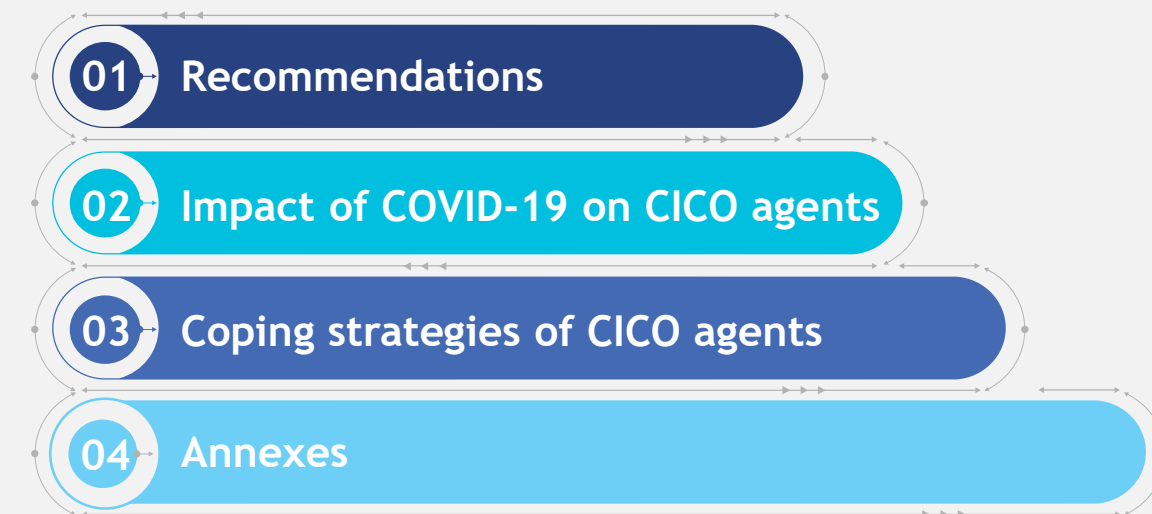 01 Recommendations
02 Impact of COVID-19 on CICO agents
03 Coping strategies of CICO agents
04 Annexes